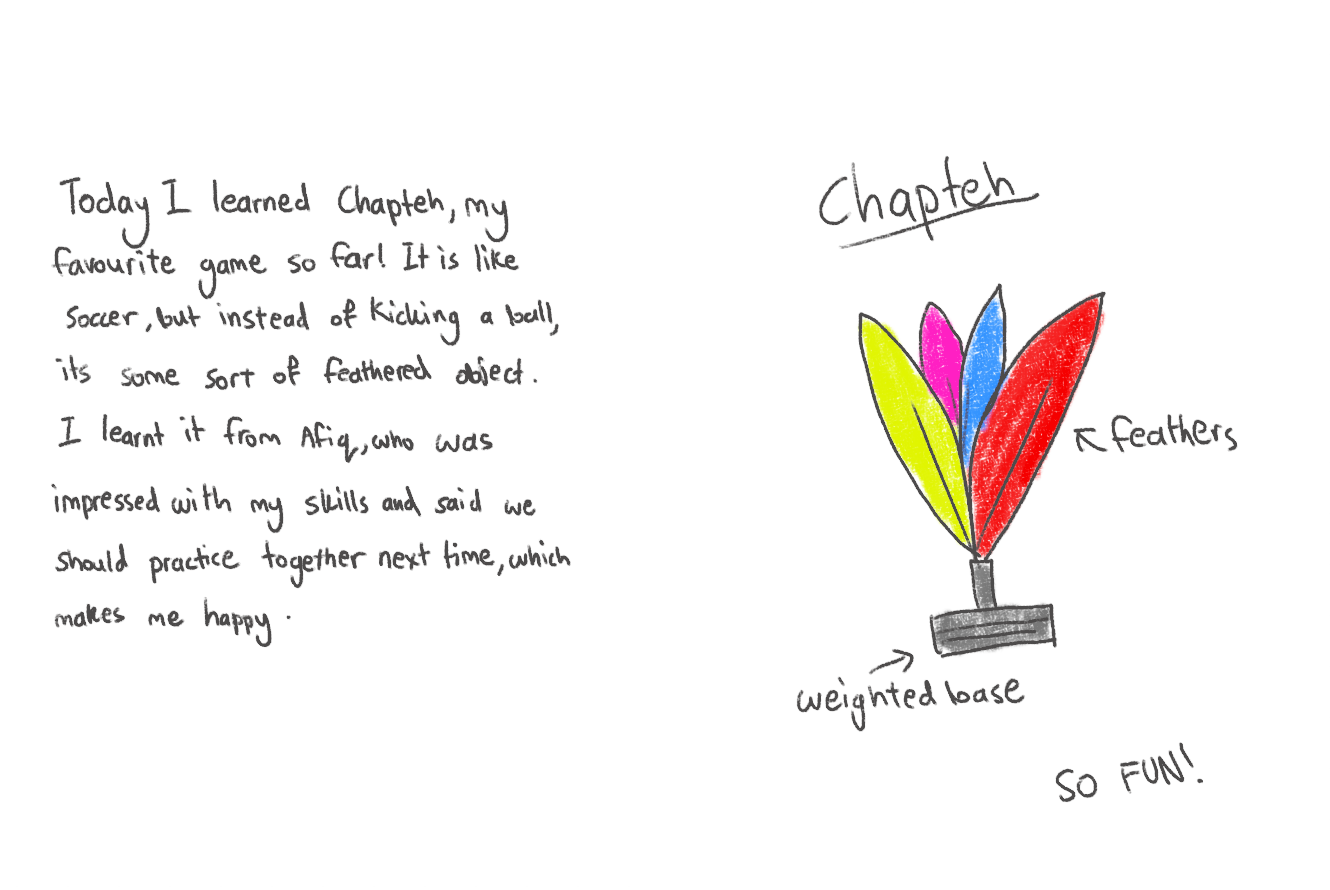 Today I learned Chapteh, my
favourite game so far! It is like
soccer, but instead of kicking a ball,
its some sort of feathered object.
I learnt it from Afiq, who was
impressed with my skills and said we
should practice together next time, which
makes me happy.
Chapteh
feathers
weighted base
SO FUN!